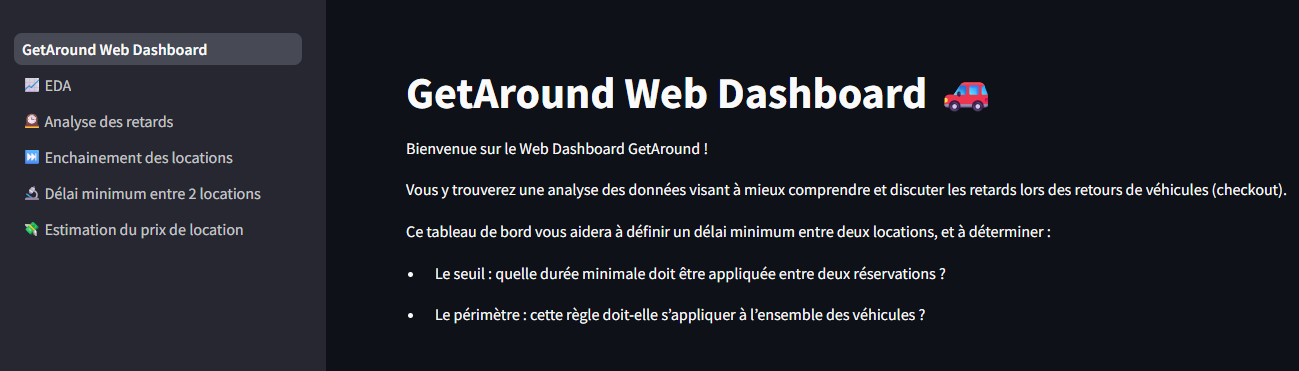 GetAround Web Dashboard
EDA
Analyse des retards
Enchainement des locations
Délai minimum entre 2 locations
Estimation du prix de location
GetAround Web Dashboard
Bienvenue sur le Web Dashboard GetAround !
Vous y trouverez une analyse des données visant à mieux comprendre et discuter les retards lors des retours de véhicules (checkout).
Ce tableau de bord vous aidera à définir un délai minimum entre deux locations, et à déterminer :
• Le seuil : quelle durée minimale doit être appliquée entre deux réservations ?
• Le périmètre : cette règle doit-elle s’appliquer à l’ensemble des véhicules ?